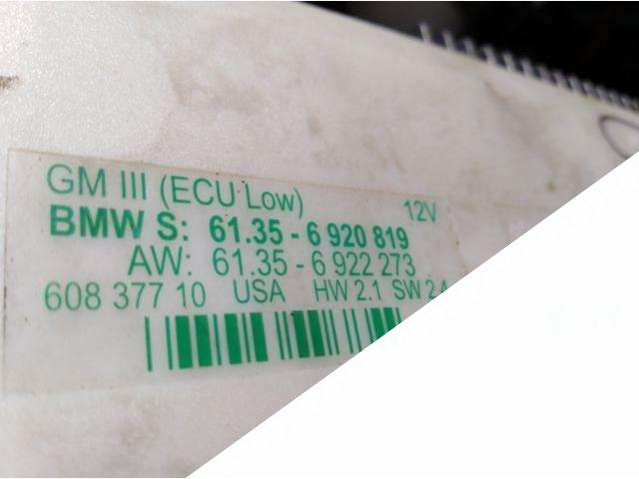 GM III (ECU Low) 12V
BMW S: 61.35 - 6 920 819
AW: 61.35 - 6 922 273
608 377 10 USA HW 2.1 SW